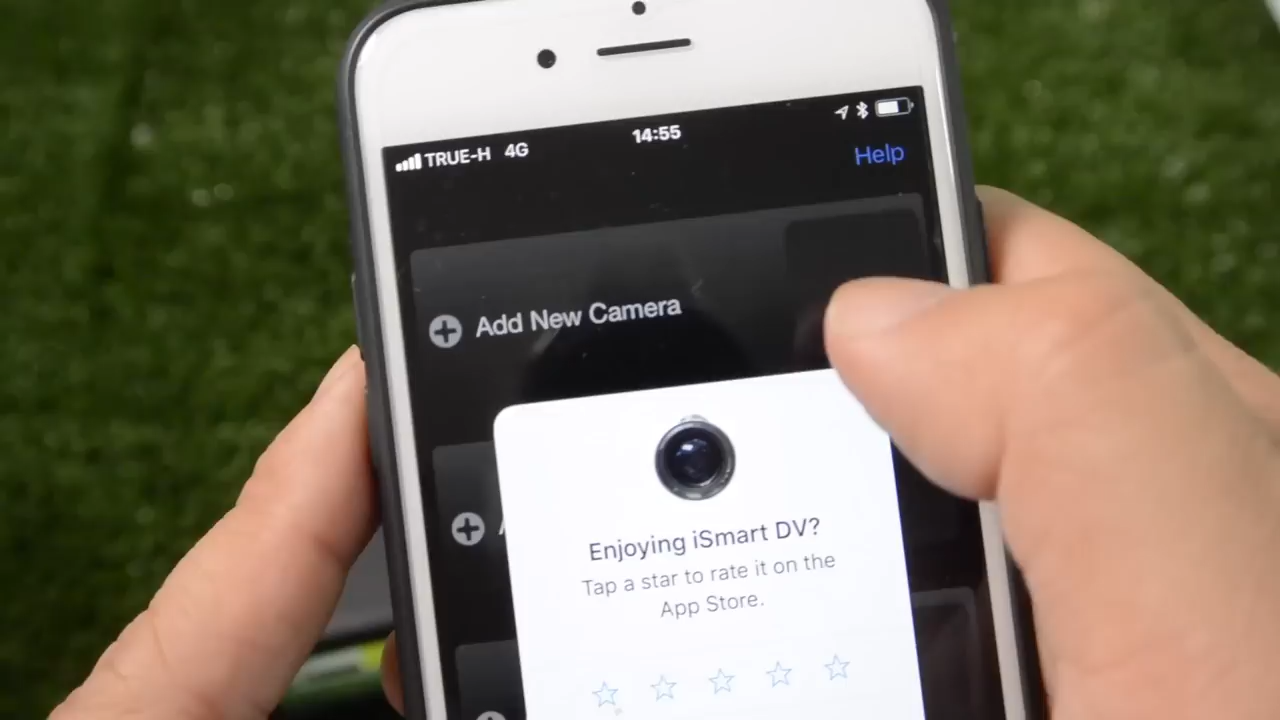 TRUE-H 4G 14:55
Help
Add New Camera
Enjoying iSmart DV?
Tap a star to rate it on the
App Store.